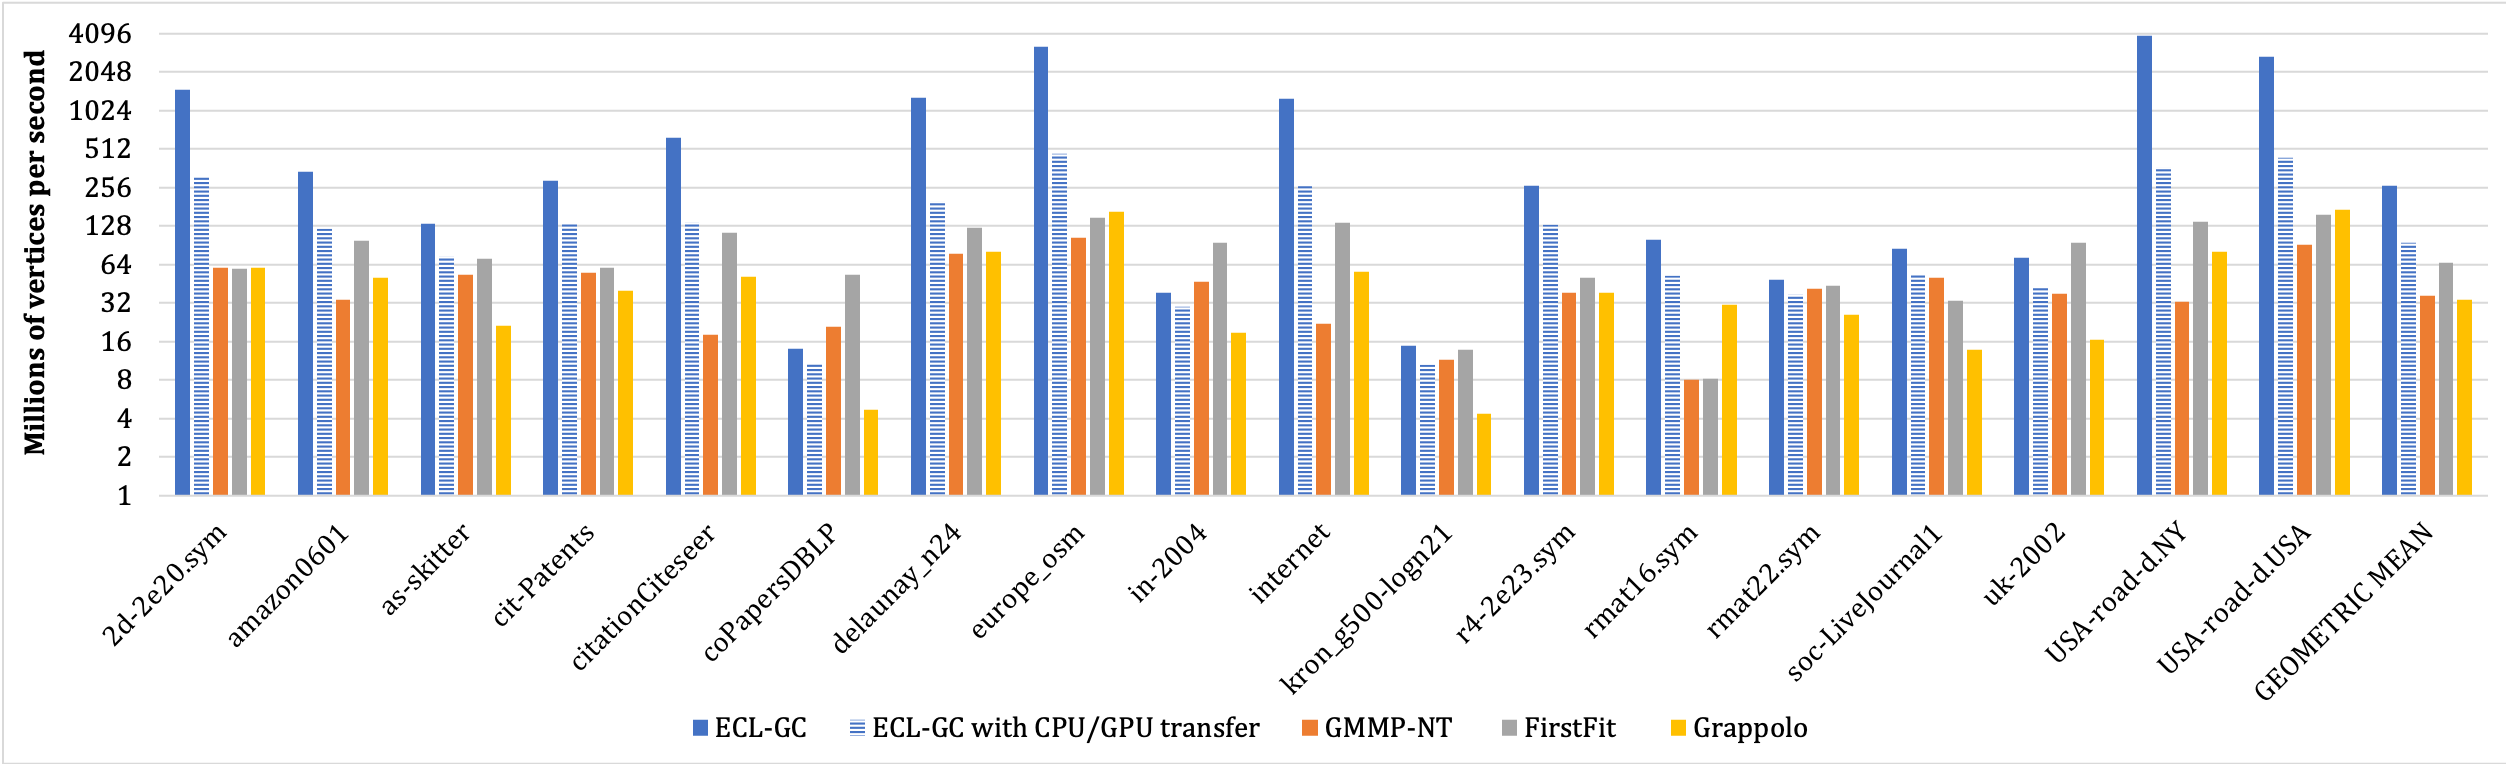 Millions of vertices per second
4096
2048
1024
512
256
128
64
32
16
8
4
2
1
2d-2e20.sym
amazon0601
as-skitter
cit-Patents
citationCiteseer
coPapersDBLP
delaunay_n24
europe_osm
in-2004
internet
kron_g500-logn21
r4-2e23.sym
rmat16.sym
rmat22.sym
soc-LiveJournal1
uk-2002
USA-road-d.NY
USA-road-d.USA
GEOMETRIC MEAN
ECL-GC ECL-GC with CPU/GPU transfer GMMP-NT FirstFit Grappolo